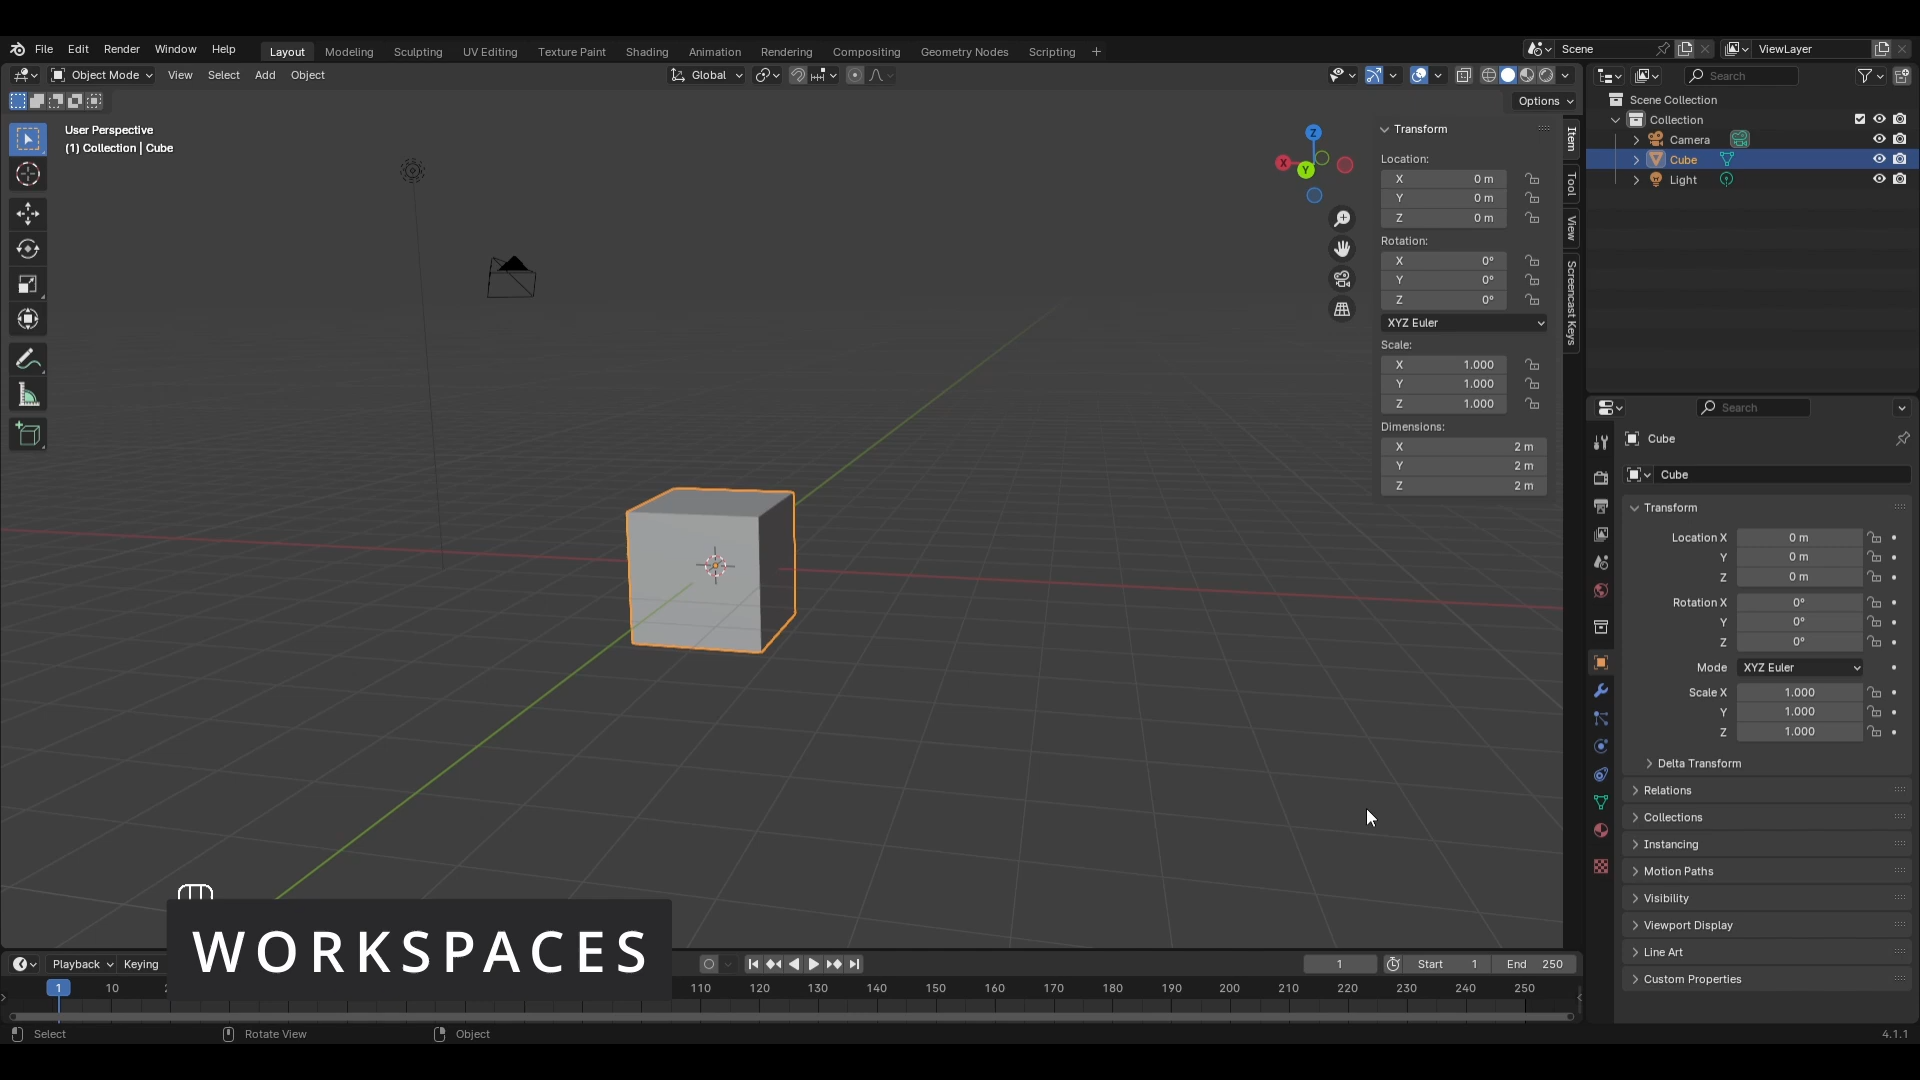 File Edit Render Window Help Layout Modeling Sculpting UV Editing Texture Paint Shading Animation Rendering Compositing Geometry Nodes Scripting + Scene ViewLayer
Object Mode View Select Add Object Global Search
Options
User Perspective
(1) Collection | Cube
Z
X
Y
Transform
Location:
X 0 m
Y 0 m
Z 0 m
Rotation:
X 0°
Y 0°
Z 0°
XYZ Euler
Scale:
X 1.000
Y 1.000
Z 1.000
Dimensions:
X 2 m
Y 2 m
Z 2 m
Item
Tool
View
Screencast Keys
Scene Collection
Collection
Camera
Cube
Light
Search
Cube
Cube
Transform
Location X 0 m
Y 0 m
Z 0 m
Rotation X 0°
Y 0°
Z 0°
Mode XYZ Euler
Scale X 1.000
Y 1.000
Z 1.000
Delta Transform
Relations
Collections
Instancing
Motion Paths
Visibility
Viewport Display
Line Art
Custom Properties
WORKSPACES
Playback Keying 1 Start 1 End 250
1 10 110 120 130 140 150 160 170 180 190 200 210 220 230 240 250
Select Rotate View Object 4.1.1